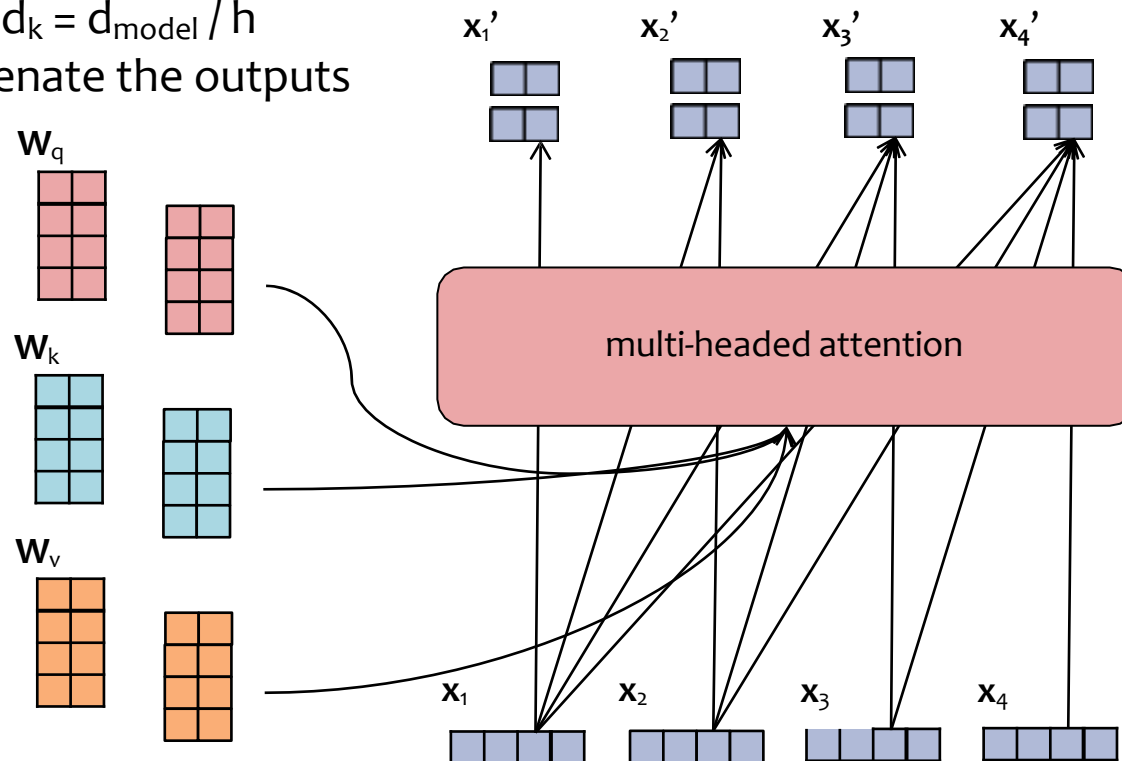 dk = dmodel / h
enate the outputs
x1’ x2’ x3’ x4’
Wq
Wk
multi-headed attention
Wv
x1 x2 x3 x4